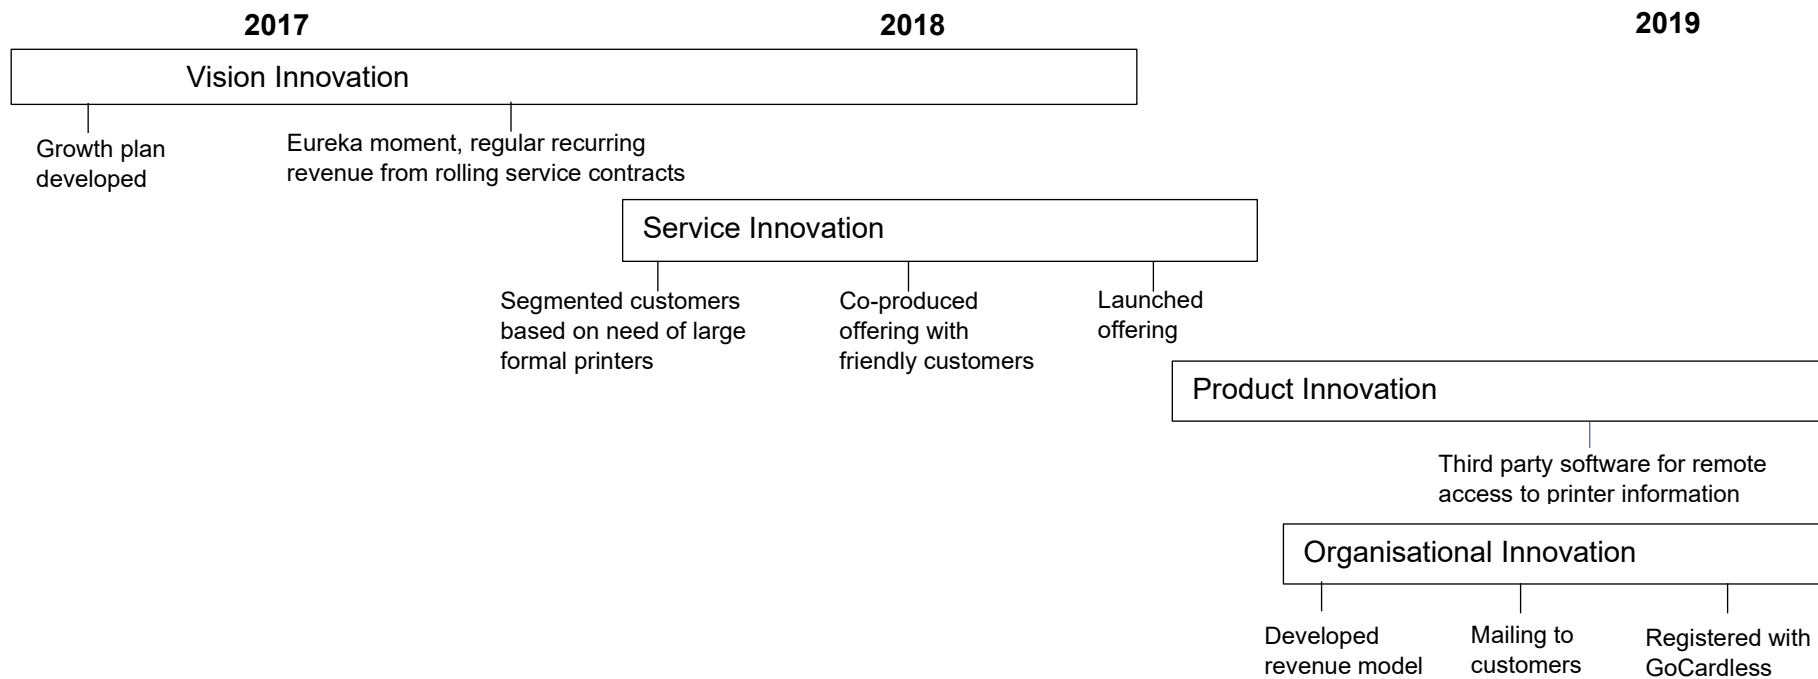 2017
2018
2019
Vision Innovation
Growth plan
developed
Eureka moment, regular recurring
revenue from rolling service contracts
Service Innovation
Segmented customers
based on need of large
formal printers
Co-produced
offering with
friendly customers
Launched
offering
Product Innovation
Third party software for remote
access to printer information
Organisational Innovation
Developed
revenue model
Mailing to
customers
Registered with
GoCardless